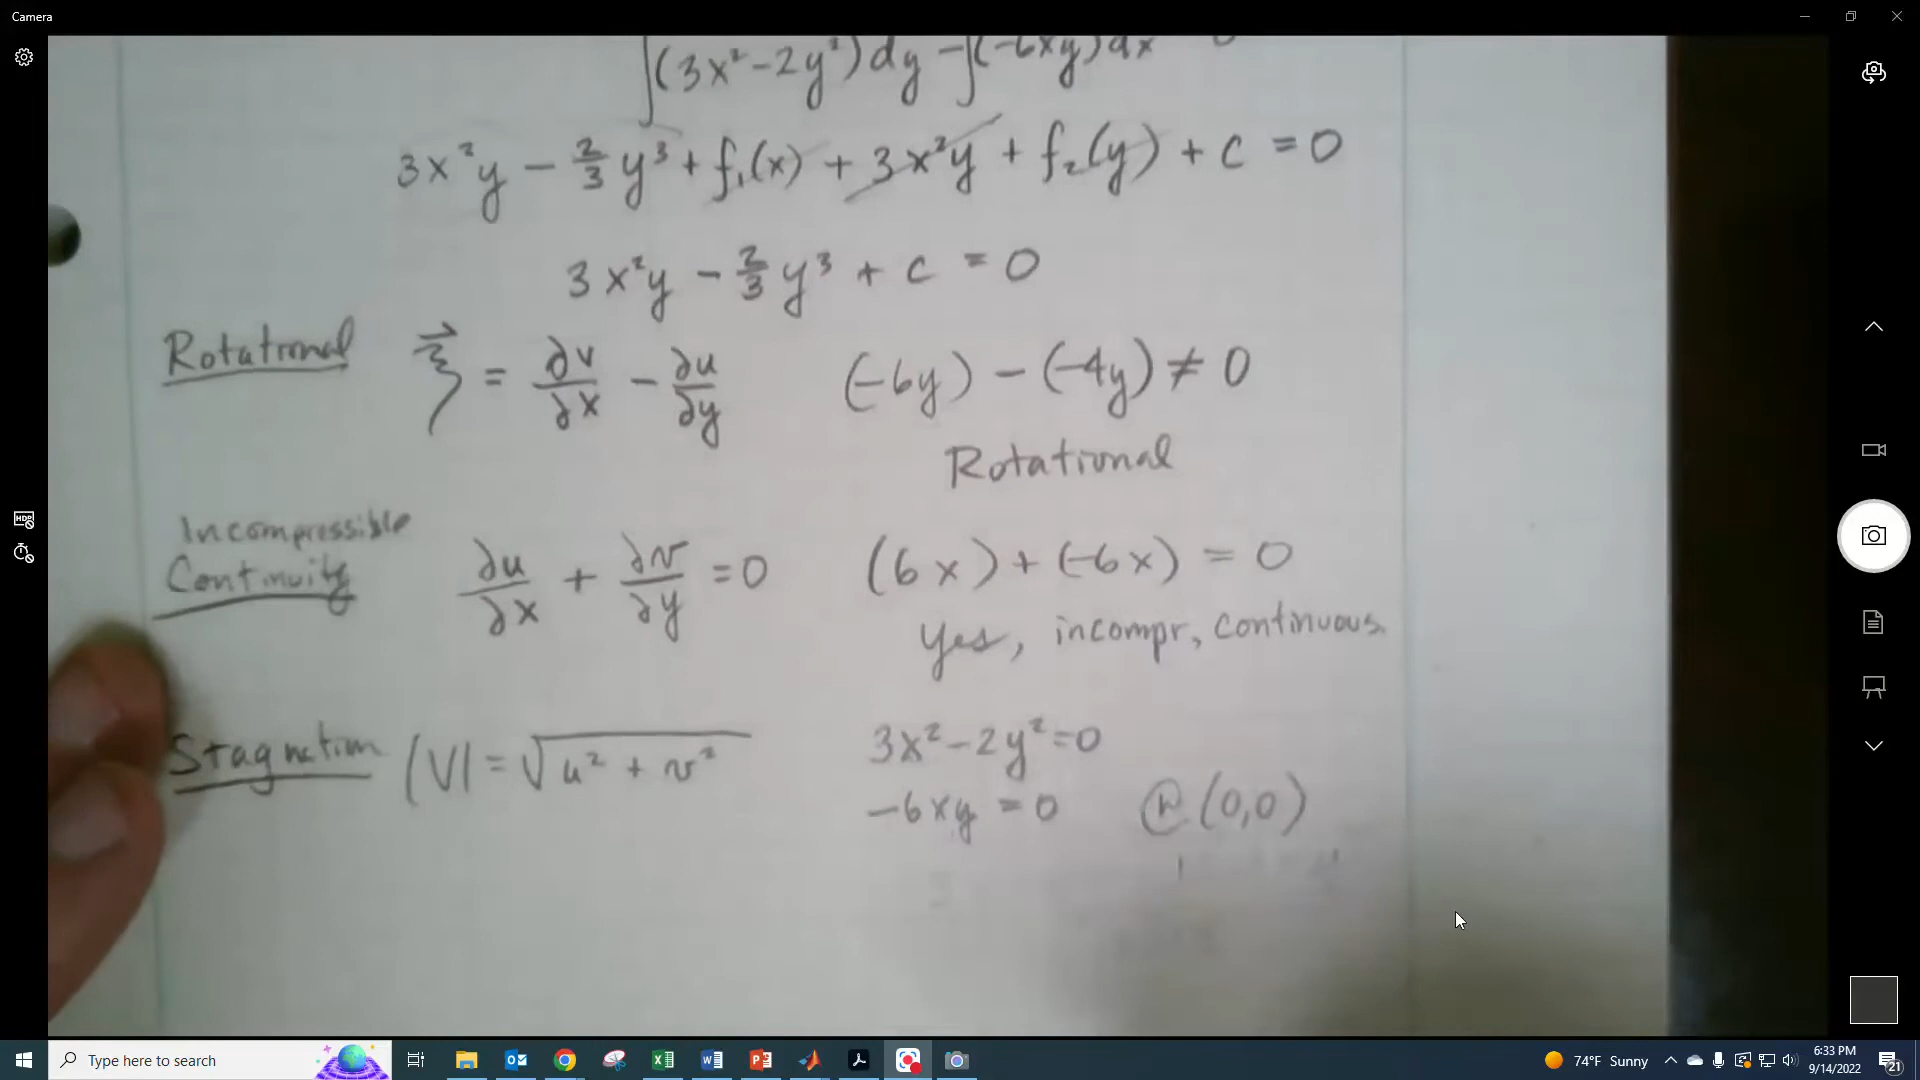 Camera
∫(3x²-2y²)dy - ∫(-6xy)dx
3x²y - 2/3 y³ + f₁(x) + 3x²y + f₂(y) + c = 0
3x²y - 2/3 y³ + c = 0
Rotational ξ⃗ = ∂v/∂x - ∂u/∂y (-6y) - (-4y) ≠ 0
Rotational
Incompressible
Continuity ∂u/∂x + ∂v/∂y = 0 (6x) + (-6x) = 0
Yes, incompr, continuous.
Stagnation |V| = √u² + v² 3x² - 2y² = 0
-6xy = 0 @ (0,0)
Type here to search
74°F Sunny
6:33 PM
9/14/2022
21